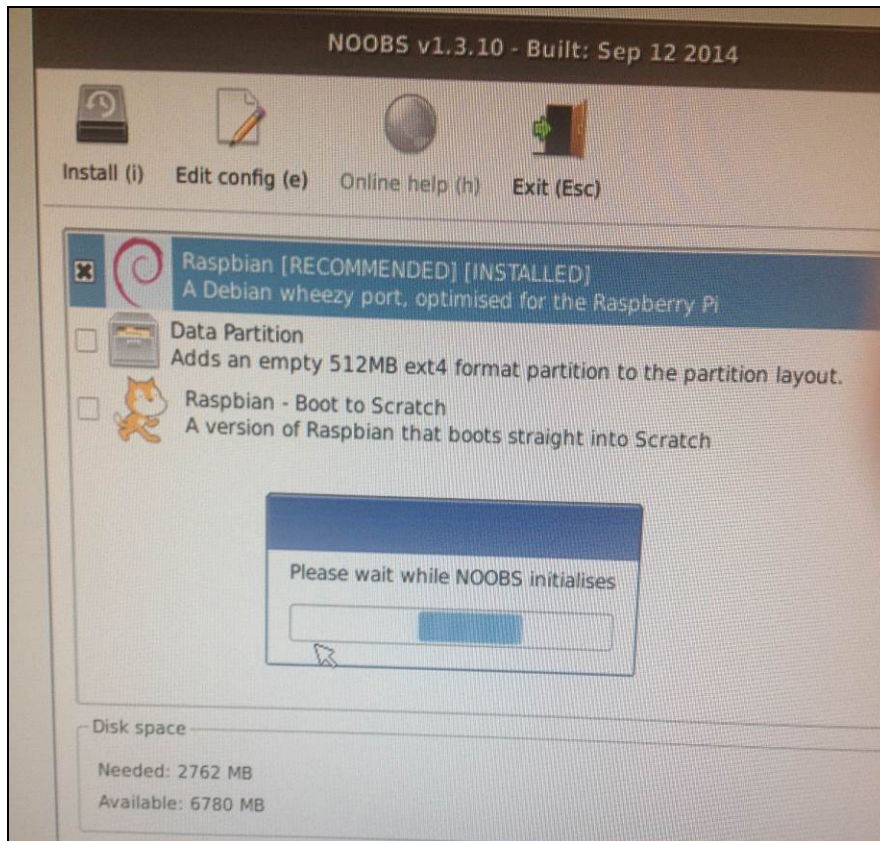 NOOBS v1.3.10 - Built: Sep 12 2014
Install (i) Edit config (e) Online help (h) Exit (Esc)
Raspbian [RECOMMENDED] [INSTALLED]
A Debian wheezy port, optimised for the Raspberry Pi
Data Partition
Adds an empty 512MB ext4 format partition to the partition layout.
Raspbian - Boot to Scratch
A version of Raspbian that boots straight into Scratch
Please wait while NOOBS initialises
Disk space
Needed: 2762 MB
Available: 6780 MB